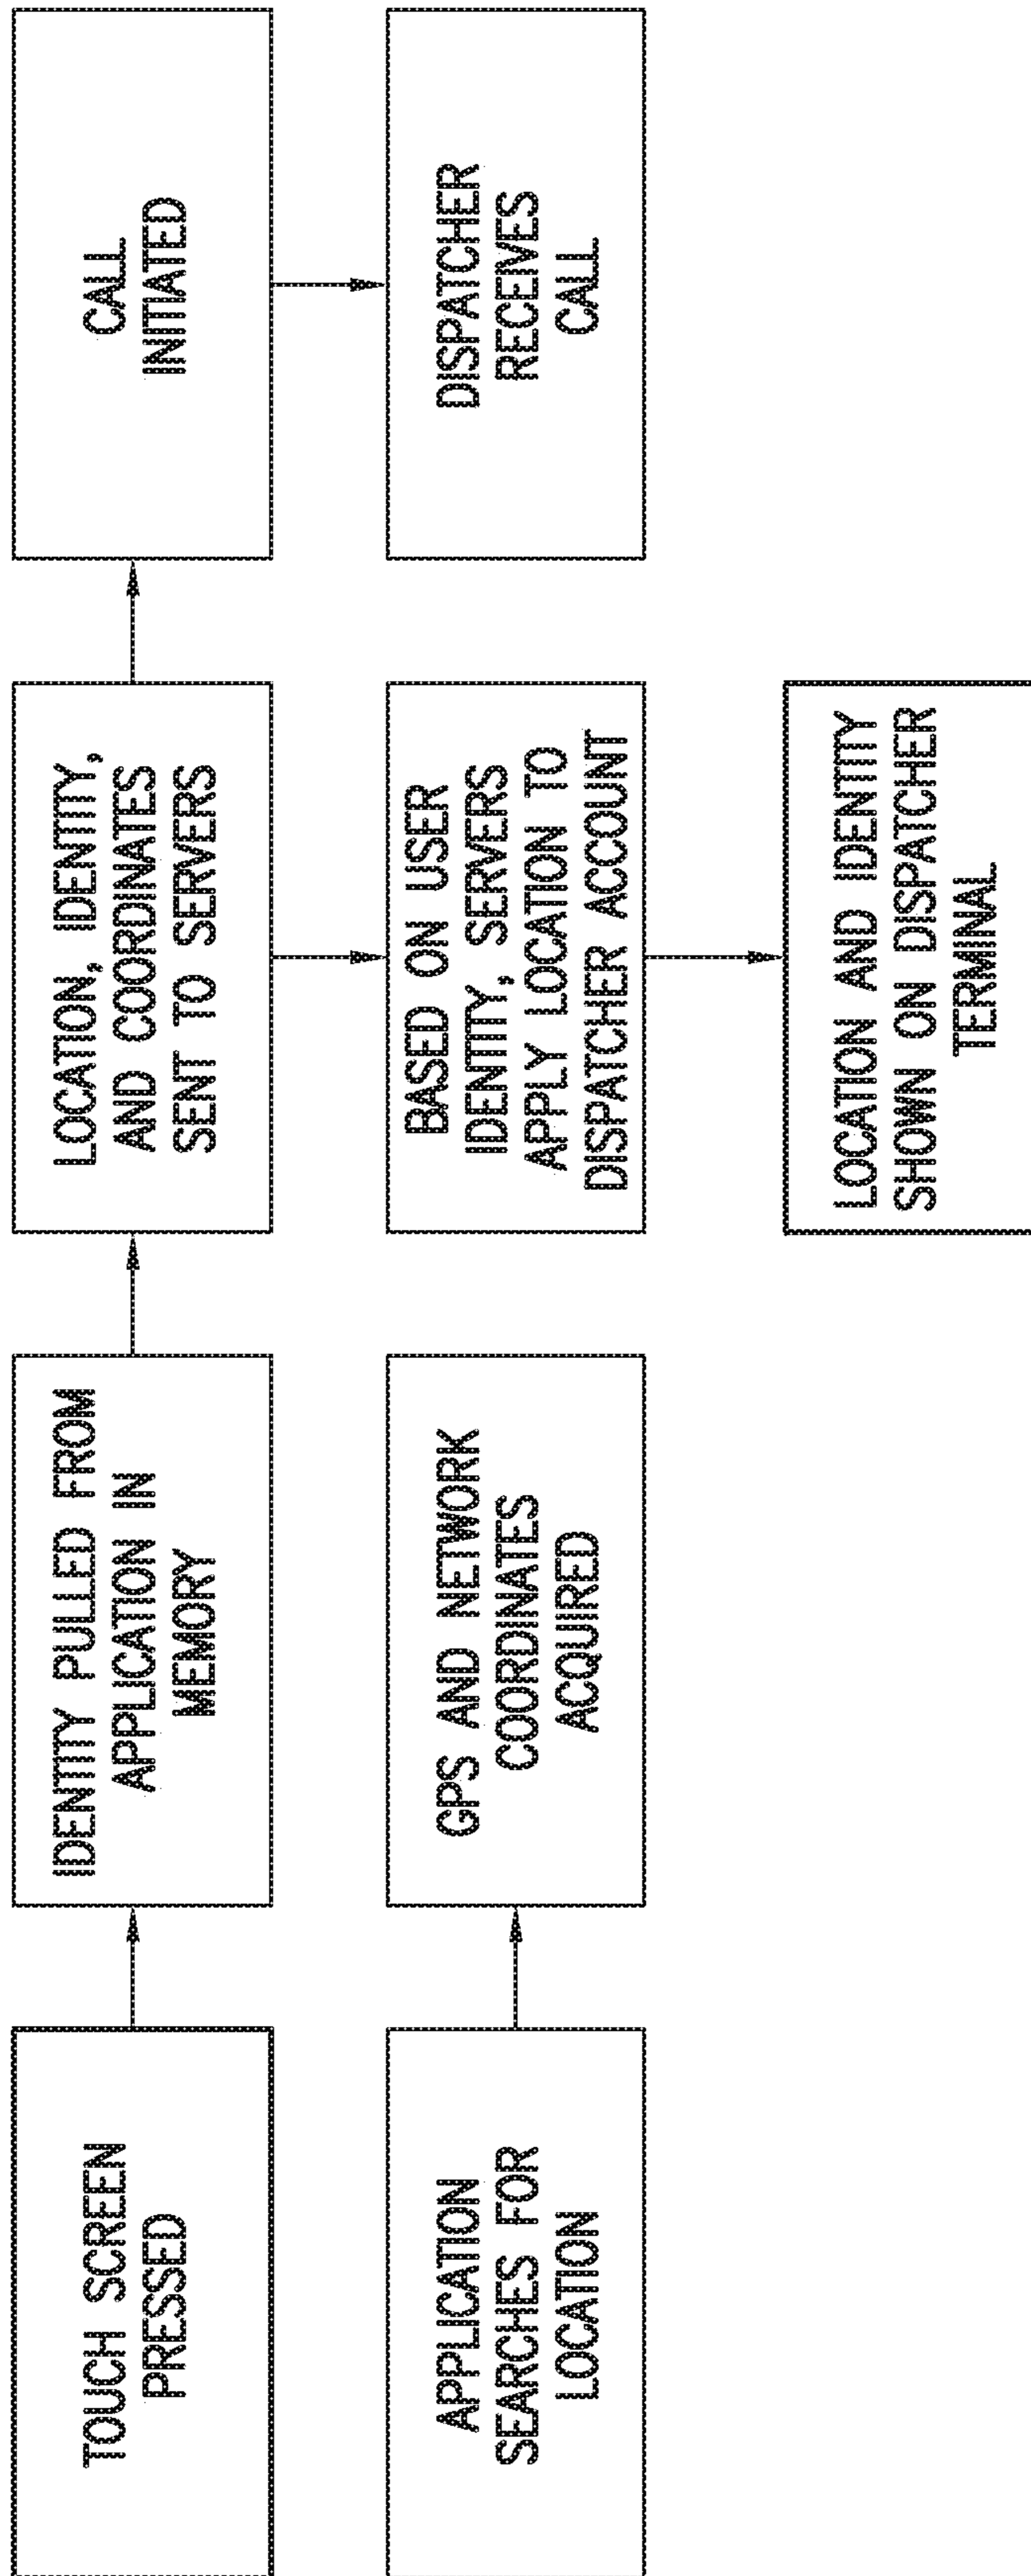 TOUCH SCREEN
PRESSED
IDENTITY PULLED FROM
APPLICATION IN
MEMORY
LOCATION, IDENTITY,
AND COORDINATES
SENT TO SERVERS
CALL
INITIATED
APPLICATION
SEARCHES FOR
LOCATION
GPS AND NETWORK
COORDINATES
ACQUIRED
BASED ON USER
IDENTITY, SERVERS
APPLY LOCATION TO
DISPATCHER ACCOUNT
DISPATCHER
RECEIVES
CALL
LOCATION AND IDENTITY
SHOWN ON DISPATCHER
TERMINAL